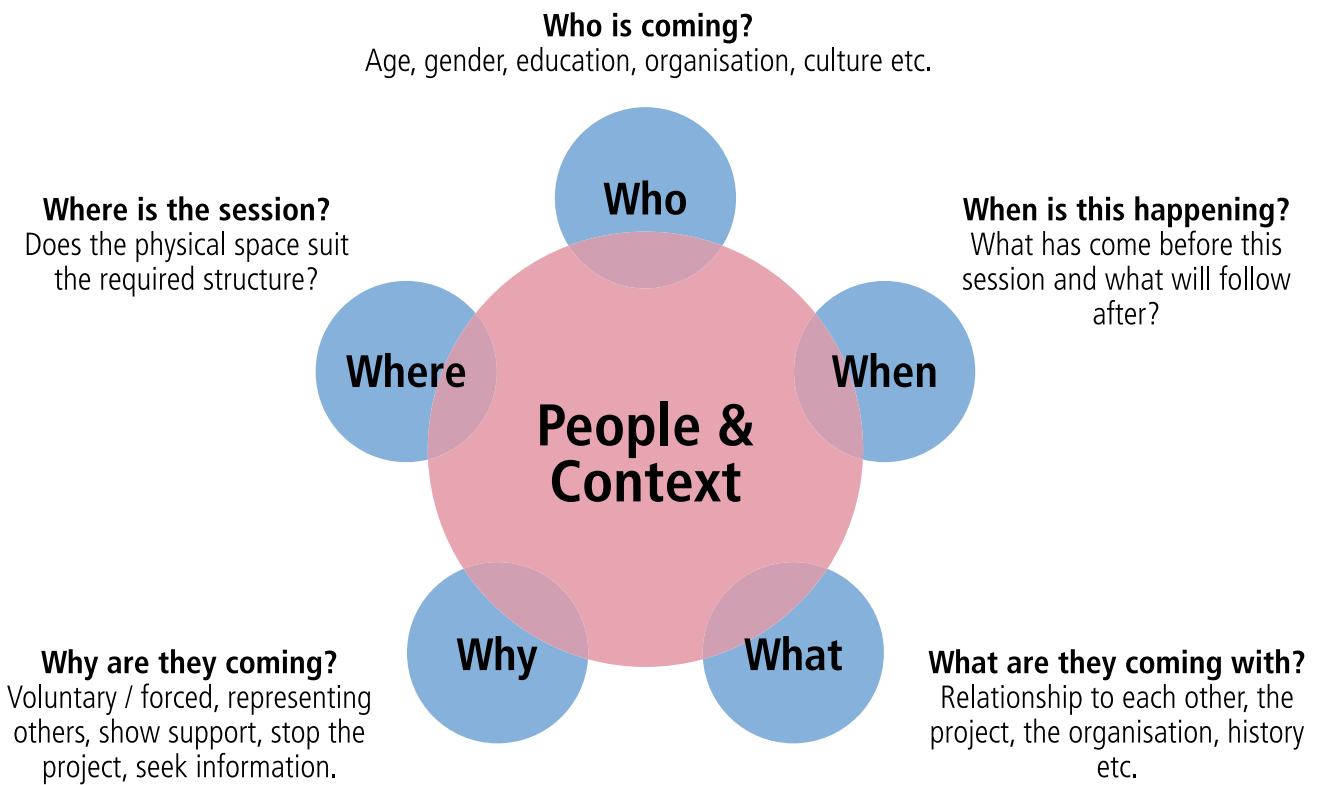 Who is coming?
Age, gender, education, organisation, culture etc.
Who
Where is the session?
Does the physical space suit
the required structure?
When is this happening?
What has come before this
session and what will follow
after?
Where
When
People &
Context
Why
What
Why are they coming?
Voluntary / forced, representing
others, show support, stop the
project, seek information.
What are they coming with?
Relationship to each other, the
project, the organisation, history
etc.